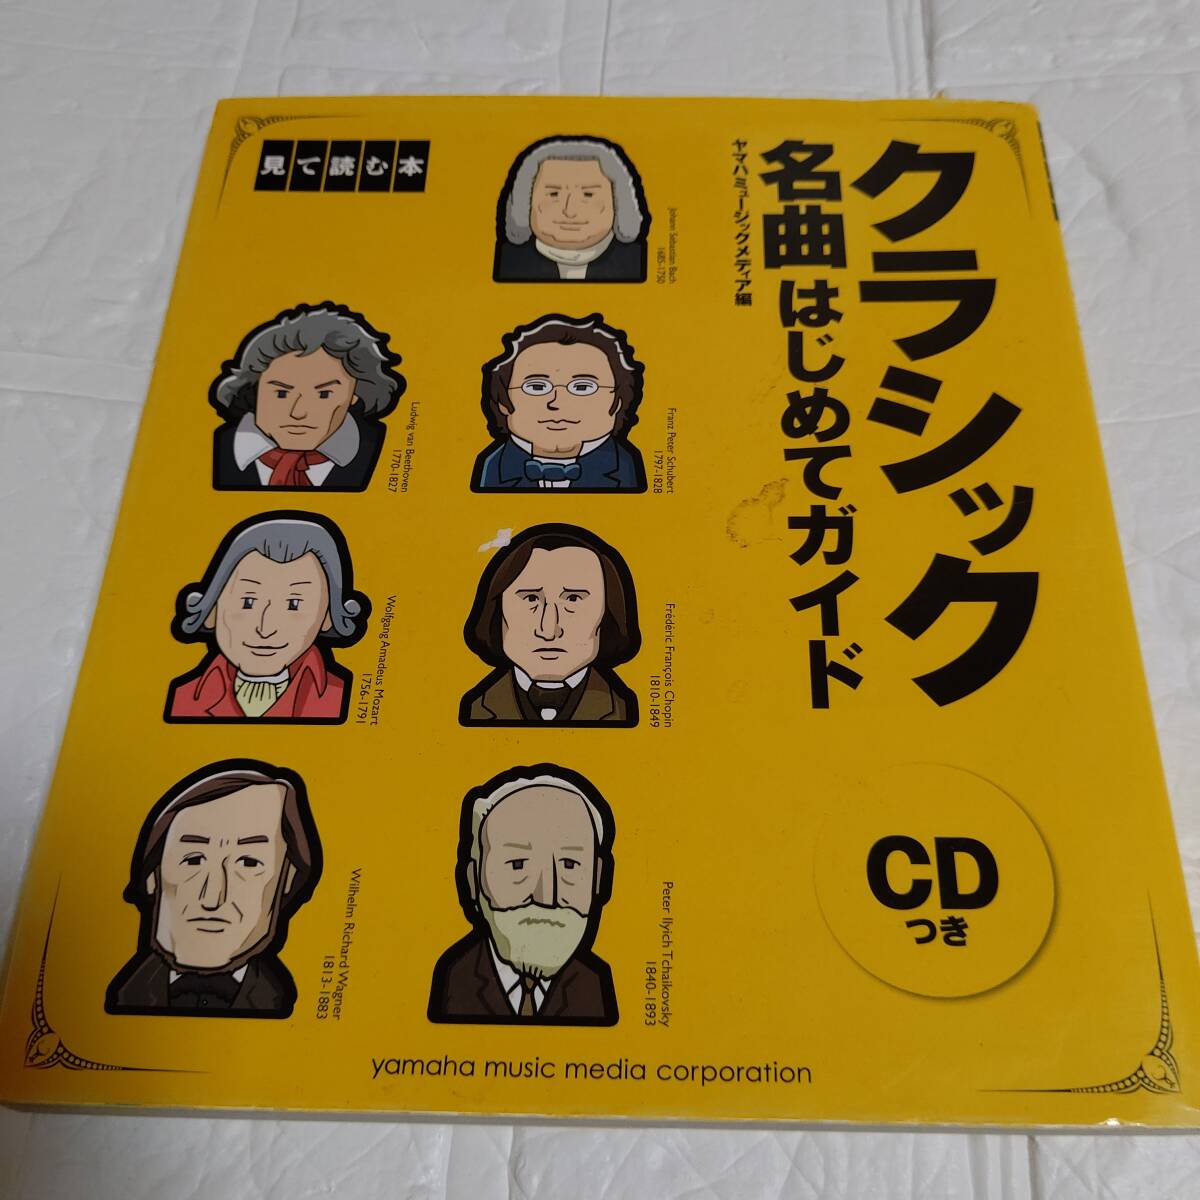 クラシック
名曲はじめてガイド
ヤマハミュージックメディア編
見て読む本
Johann Sebastian Bach
1685-1750
Ludwig van Beethoven
1770-1827
Franz Peter Schubert
1797-1828
Wolfgang Amadeus Mozart
1756-1791
Frédéric François Chopin
1810-1849
Wilhelm Richard Wagner
1813-1883
Peter Ilyich Tchaikovsky
1840-1893
CD
つき
yamaha music media corporation